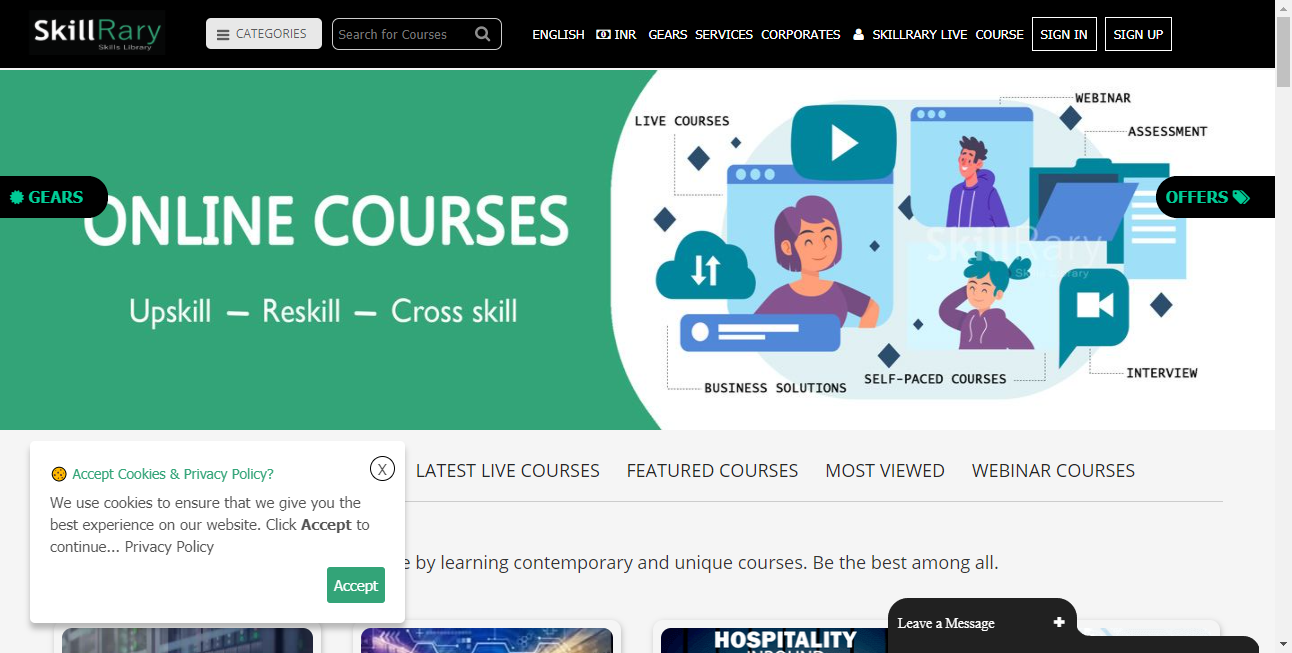 SkillRary
Skills Library
CATEGORIES
Search for Courses
ENGLISH INR GEARS SERVICES CORPORATES SKILLRARY LIVE COURSE SIGN IN SIGN UP
GEARS
ONLINE COURSES
Upskill — Reskill — Cross skill
LIVE COURSES
WEBINAR
ASSESSMENT
OFFERS
SkillRary
BUSINESS SOLUTIONS
SELF-PACED COURSES
INTERVIEW
LATEST LIVE COURSES FEATURED COURSES MOST VIEWED WEBINAR COURSES
Accept Cookies & Privacy Policy?
X
We use cookies to ensure that we give you the
best experience on our website. Click Accept to
continue... Privacy Policy
Accept
e by learning contemporary and unique courses. Be the best among all.
HOSPITALITY
Leave a Message